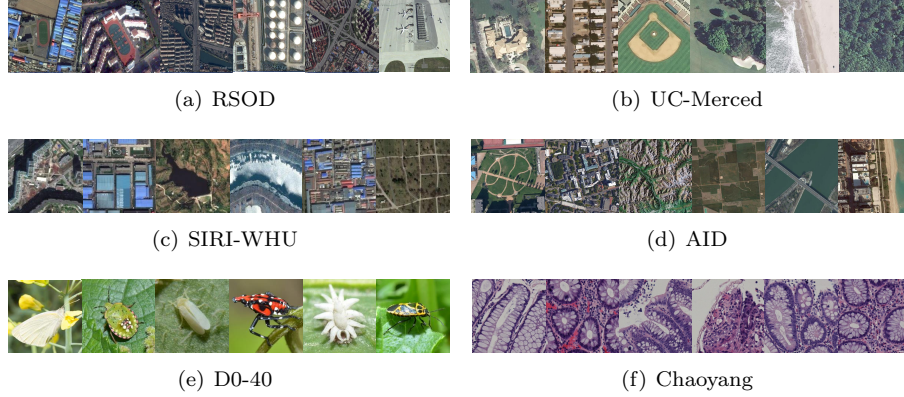 (a) RSOD
(b) UC-Merced
(c) SIRI-WHU
(d) AID
(e) D0-40
(f) Chaoyang